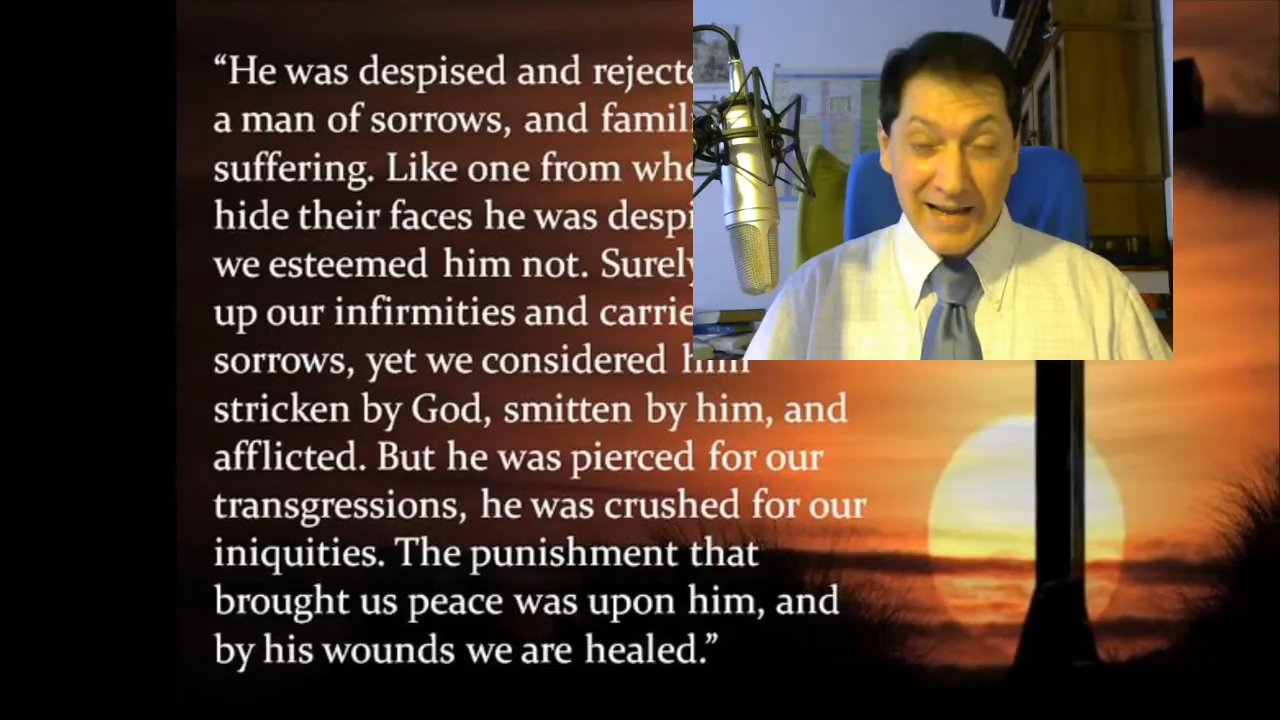 “He was despised and rejecte
a man of sorrows, and famili
suffering. Like one from who
hide their faces he was despi
we esteemed him not. Surely
up our infirmities and carrie
sorrows, yet we considered him
stricken by God, smitten by him, and
afflicted. But he was pierced for our
transgressions, he was crushed for our
iniquities. The punishment that
brought us peace was upon him, and
by his wounds we are healed.”